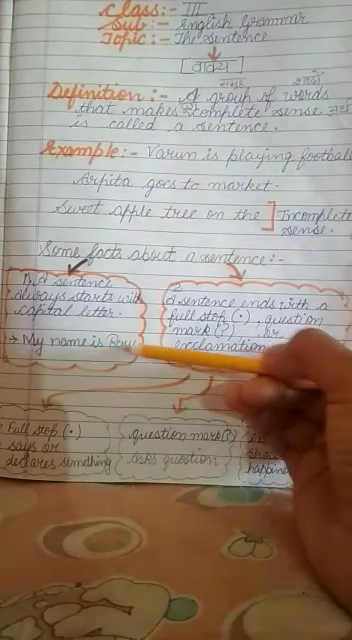 Class:- III
Sub:- English Grammar
Topic:- The Sentence
[वाक्य]
समूह शब्दों
Definition:- A group of words
that makes complete sense अर्थ
is called a sentence.
Example:- Varun is playing football
Arpita goes to market.
Sweet apple tree on the ] Incomplete
sense.
Some facts about a sentence:-
1. A sentence
always starts with
capital letter.
→ My name is
2.
A sentence ends with a
full stop (.), question
mark (?) or
exclamation
Full stop (.)
says or
declares something
question mark (?)
asks question